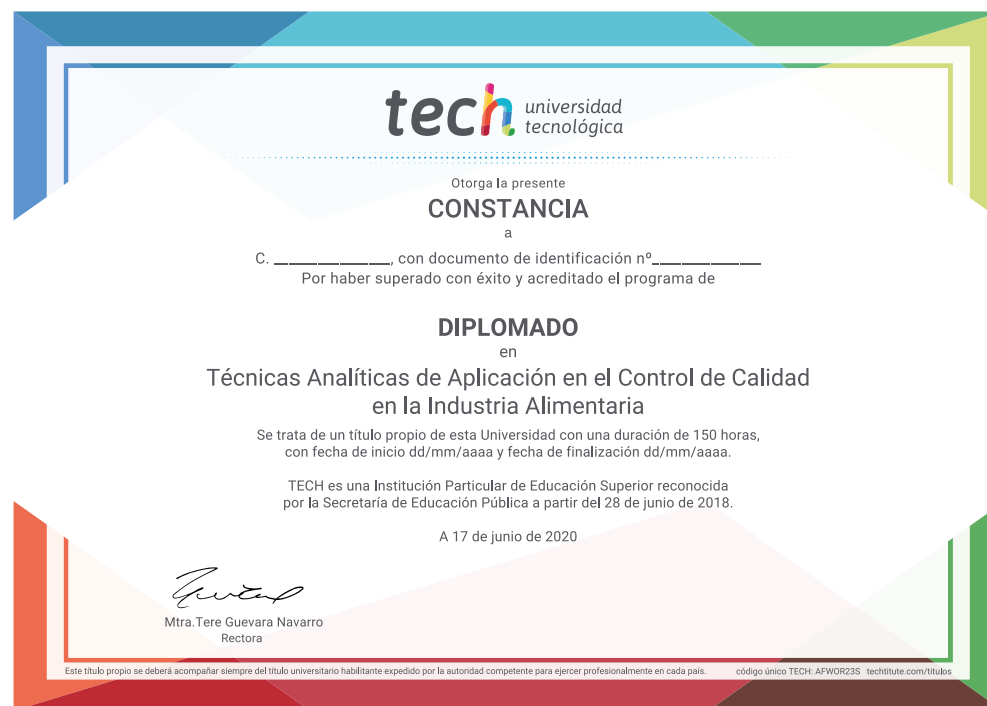 tech universidad
tecnológica
Otorga la presente
CONSTANCIA
a
C. ______________, con documento de identificación nº_____________
Por haber superado con éxito y acreditado el programa de
DIPLOMADO
en
Técnicas Analíticas de Aplicación en el Control de Calidad
en la Industria Alimentaria
Se trata de un título propio de esta Universidad con una duración de 150 horas,
con fecha de inicio dd/mm/aaaa y fecha de finalización dd/mm/aaaa.
TECH es una Institución Particular de Educación Superior reconocida
por la Secretaría de Educación Pública a partir del 28 de junio de 2018.
A 17 de junio de 2020
Mtra.Tere Guevara Navarro
Rectora
Este título propio se deberá acompañar siempre del título universitario habilitante expedido por la autoridad competente para ejercer profesionalmente en cada país. código único TECH: AFWOR23S techtitute.com/titulos